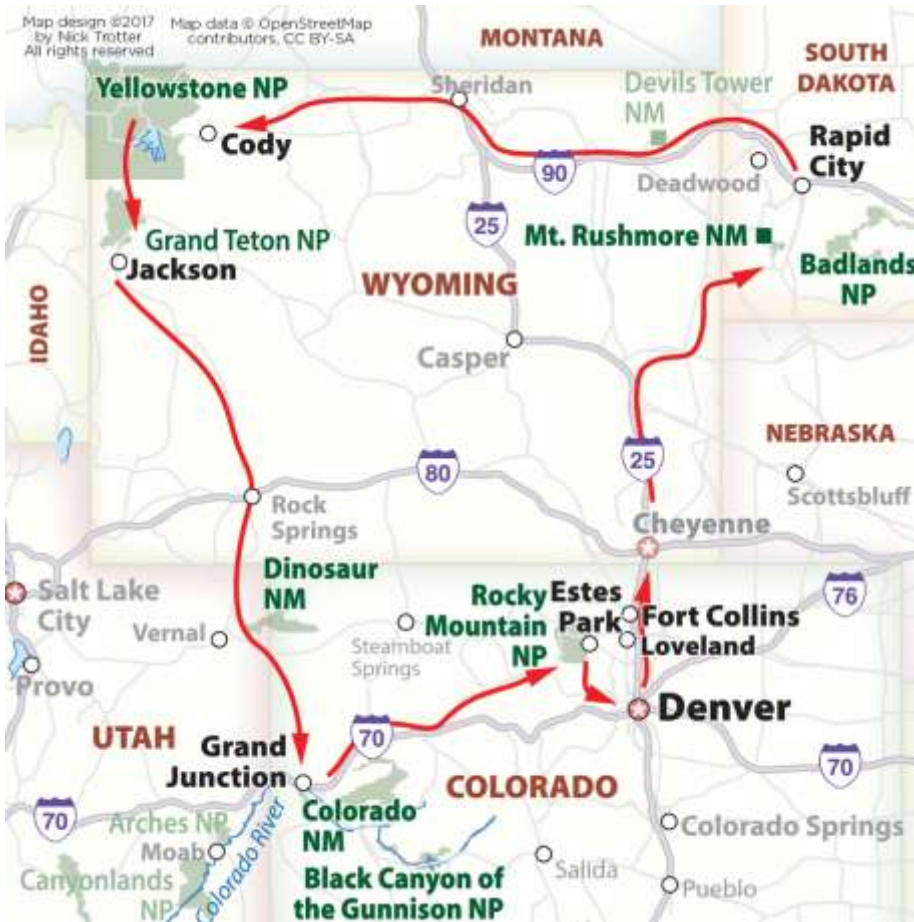 Map design ©2017
by Nick Trotter
All rights reserved
Map data © OpenStreetMap
contributors, CC BY-SA
MONTANA
SOUTH
DAKOTA
Yellowstone NP
Sheridan
Devils Tower
NM
Cody
Rapid
City
90
Deadwood
25
Grand Teton NP
Jackson
Mt. Rushmore NM
Badlands
NP
WYOMING
IDAHO
Casper
NEBRASKA
80
25
Scottsbluff
Rock
Springs
Cheyenne
Salt Lake
City
Dinosaur
NM
Rocky
Mountain
NP
Estes
Park
Fort Collins
Loveland
76
Vernal
Steamboat
Springs
Provo
Denver
UTAH
Grand
Junction
70
70
COLORADO
70
Arches NP
Moab
Colorado River
Canyonlands
NP
Colorado
NM
Colorado Springs
Salida
Black Canyon of
the Gunnison NP
Pueblo